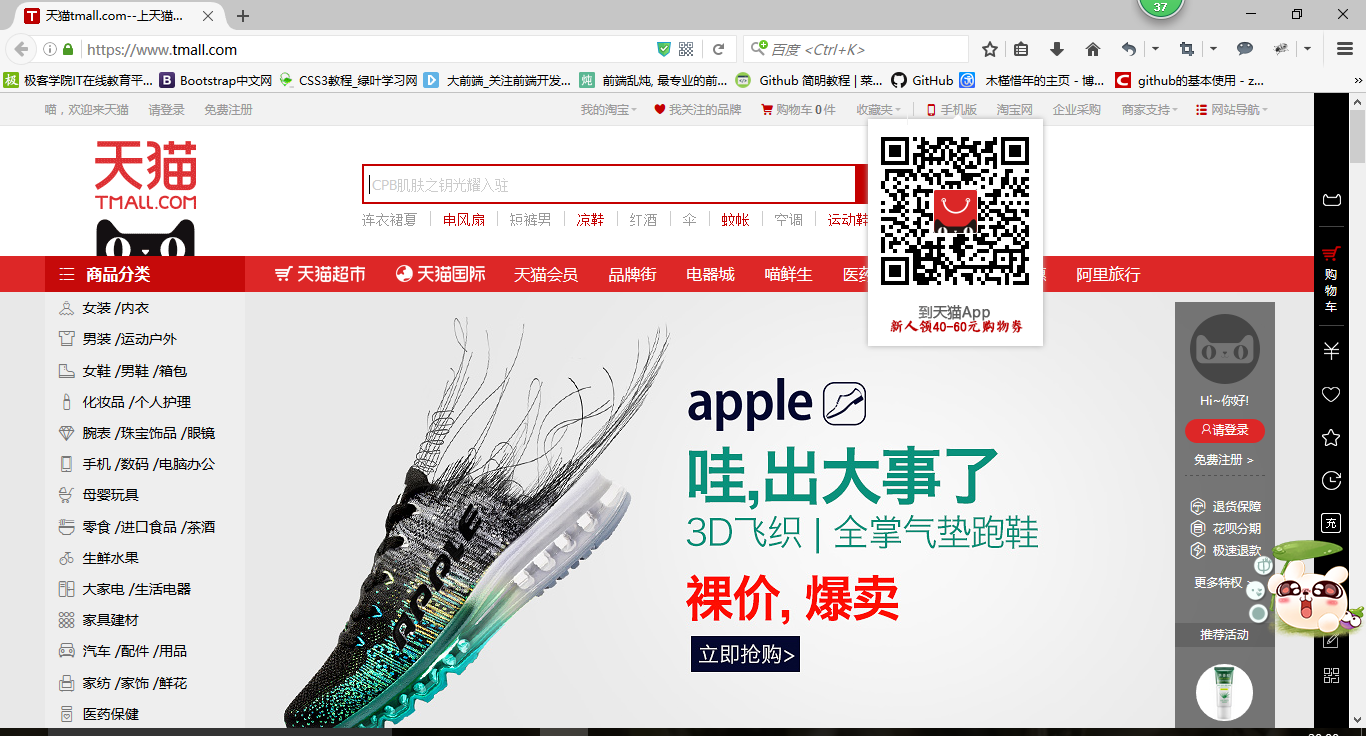 37
天猫tmall.com--上天猫...
https://www.tmall.com
百度 <Ctrl+K>
极客学院IT在线教育平... Bootstrap中文网 CSS3教程_绿叶学习网 大前端_关注前端开发... 前端乱炖, 最专业的前... Github 简明教程 | 菜... GitHub 木槿惜年的主页 - 博... github的基本使用 - z...
喵，欢迎来天猫 请登录 免费注册 我的淘宝 我关注的品牌 购物车0件 收藏夹 手机版 淘宝网 企业采购 商家支持 网站导航
天猫
TMALL.COM
CPB肌肤之钥光耀入驻
连衣裙夏 电风扇 短裤男 凉鞋 红酒 伞 蚊帐 空调 运动鞋
到天猫App
新人领40-60元购物券
商品分类 天猫超市 天猫国际 天猫会员 品牌街 电器城 喵鲜生 医药 阿里旅行
女装 /内衣
男装 /运动户外
女鞋 /男鞋 /箱包
化妆品 /个人护理
腕表 /珠宝饰品 /眼镜
手机 /数码 /电脑办公
母婴玩具
零食 /进口食品 /茶酒
生鲜水果
大家电 /生活电器
家具建材
汽车 /配件 /用品
家纺 /家饰 /鲜花
医药保健
APPLE
apple
哇,出大事了
3D飞织 | 全掌气垫跑鞋
裸价, 爆卖
立即抢购>
Hi~你好!
请登录
免费注册 >
退货保障
花呗分期
极速退款
更多特权
推荐活动
购物车
充
中